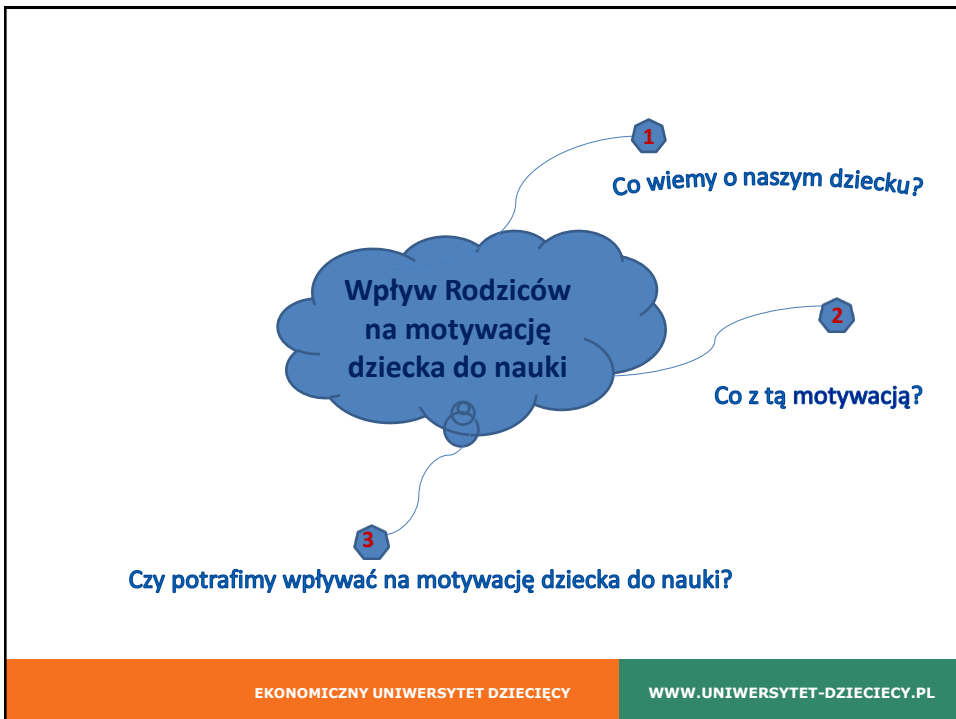 1
Co wiemy o naszym dziecku?
Wpływ Rodziców
na motywację
dziecka do nauki
2
Co z tą motywacją?
3
Czy potrafimy wpływać na motywację dziecka do nauki?
EKONOMICZNY UNIWERSYTET DZIECIĘCY
WWW.UNIWERSYTET-DZIECIECY.PL